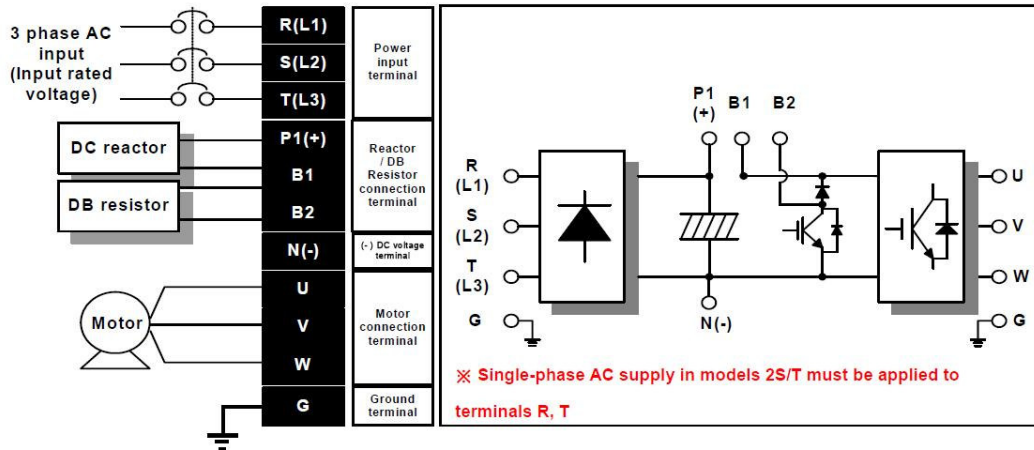 3 phase AC
input
(Input rated
voltage)
R(L1)
S(L2)
T(L3)
Power
input
terminal
DC reactor
DB resistor
P1(+)
B1
B2
Reactor
/ DB
Resistor
connection
terminal
N(-)
(-) DC voltage
terminal
Motor
U
V
W
Motor
connection
terminal
G
Ground
terminal
P1
(+)
B1
B2
R
(L1)
S
(L2)
T
(L3)
G
N(-)
U
V
W
G
※ Single-phase AC supply in models 2S/T must be applied to
terminals R, T